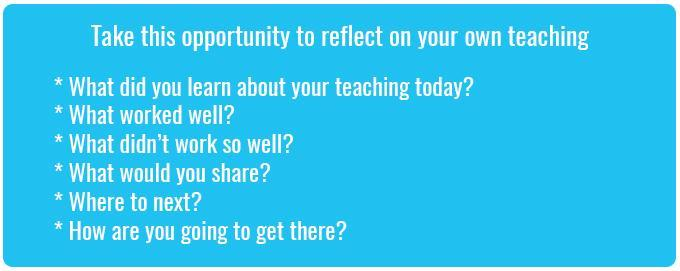 Take this opportunity to reflect on your own teaching
* What did you learn about your teaching today?
* What worked well?
* What didn’t work so well?
* What would you share?
* Where to next?
* How are you going to get there?